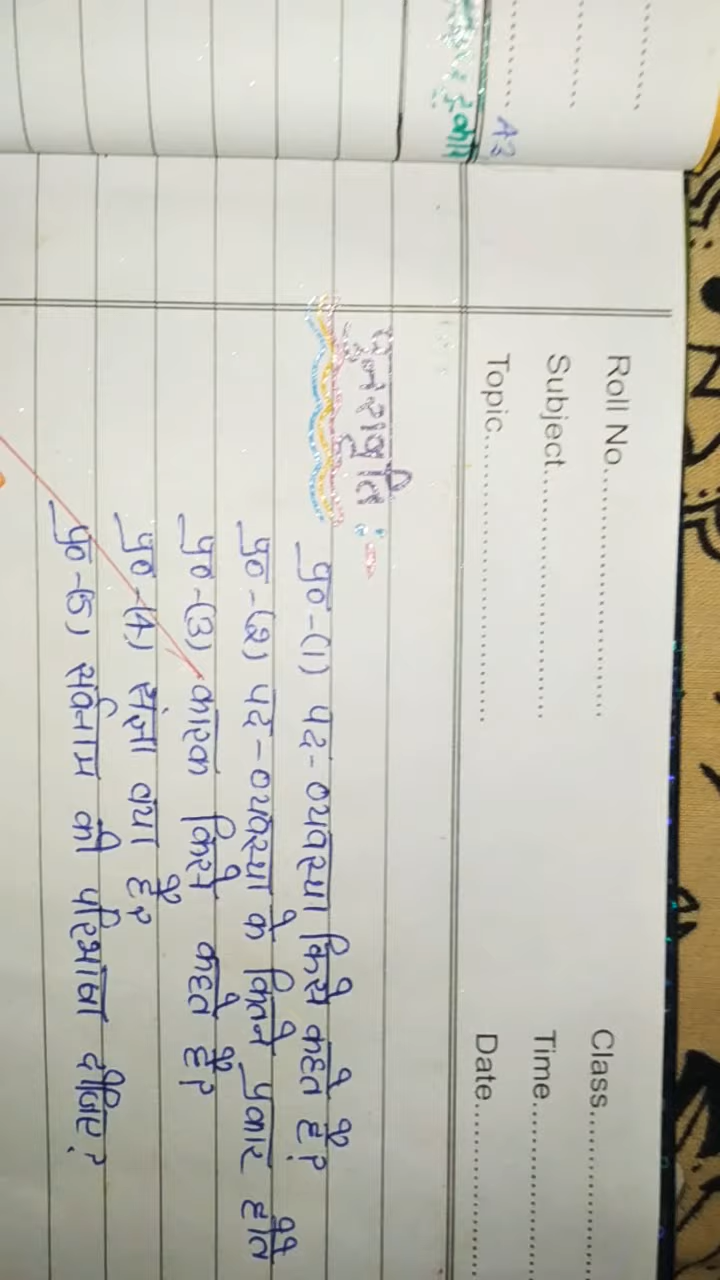 Roll No. Class
Subject Time
Topic Date
पुनरावृति :-
प्र० -(1) पद - व्यवस्था किसे कहते है?
प्र० -(2) पद - व्यवस्था के कितने प्रकार होते
प्र० -(3) कारक किसे कहते है?
प्र० -(4) संज्ञा क्या है?
प्र० -(5) सर्वनाम की परिभाषा दीजिए?